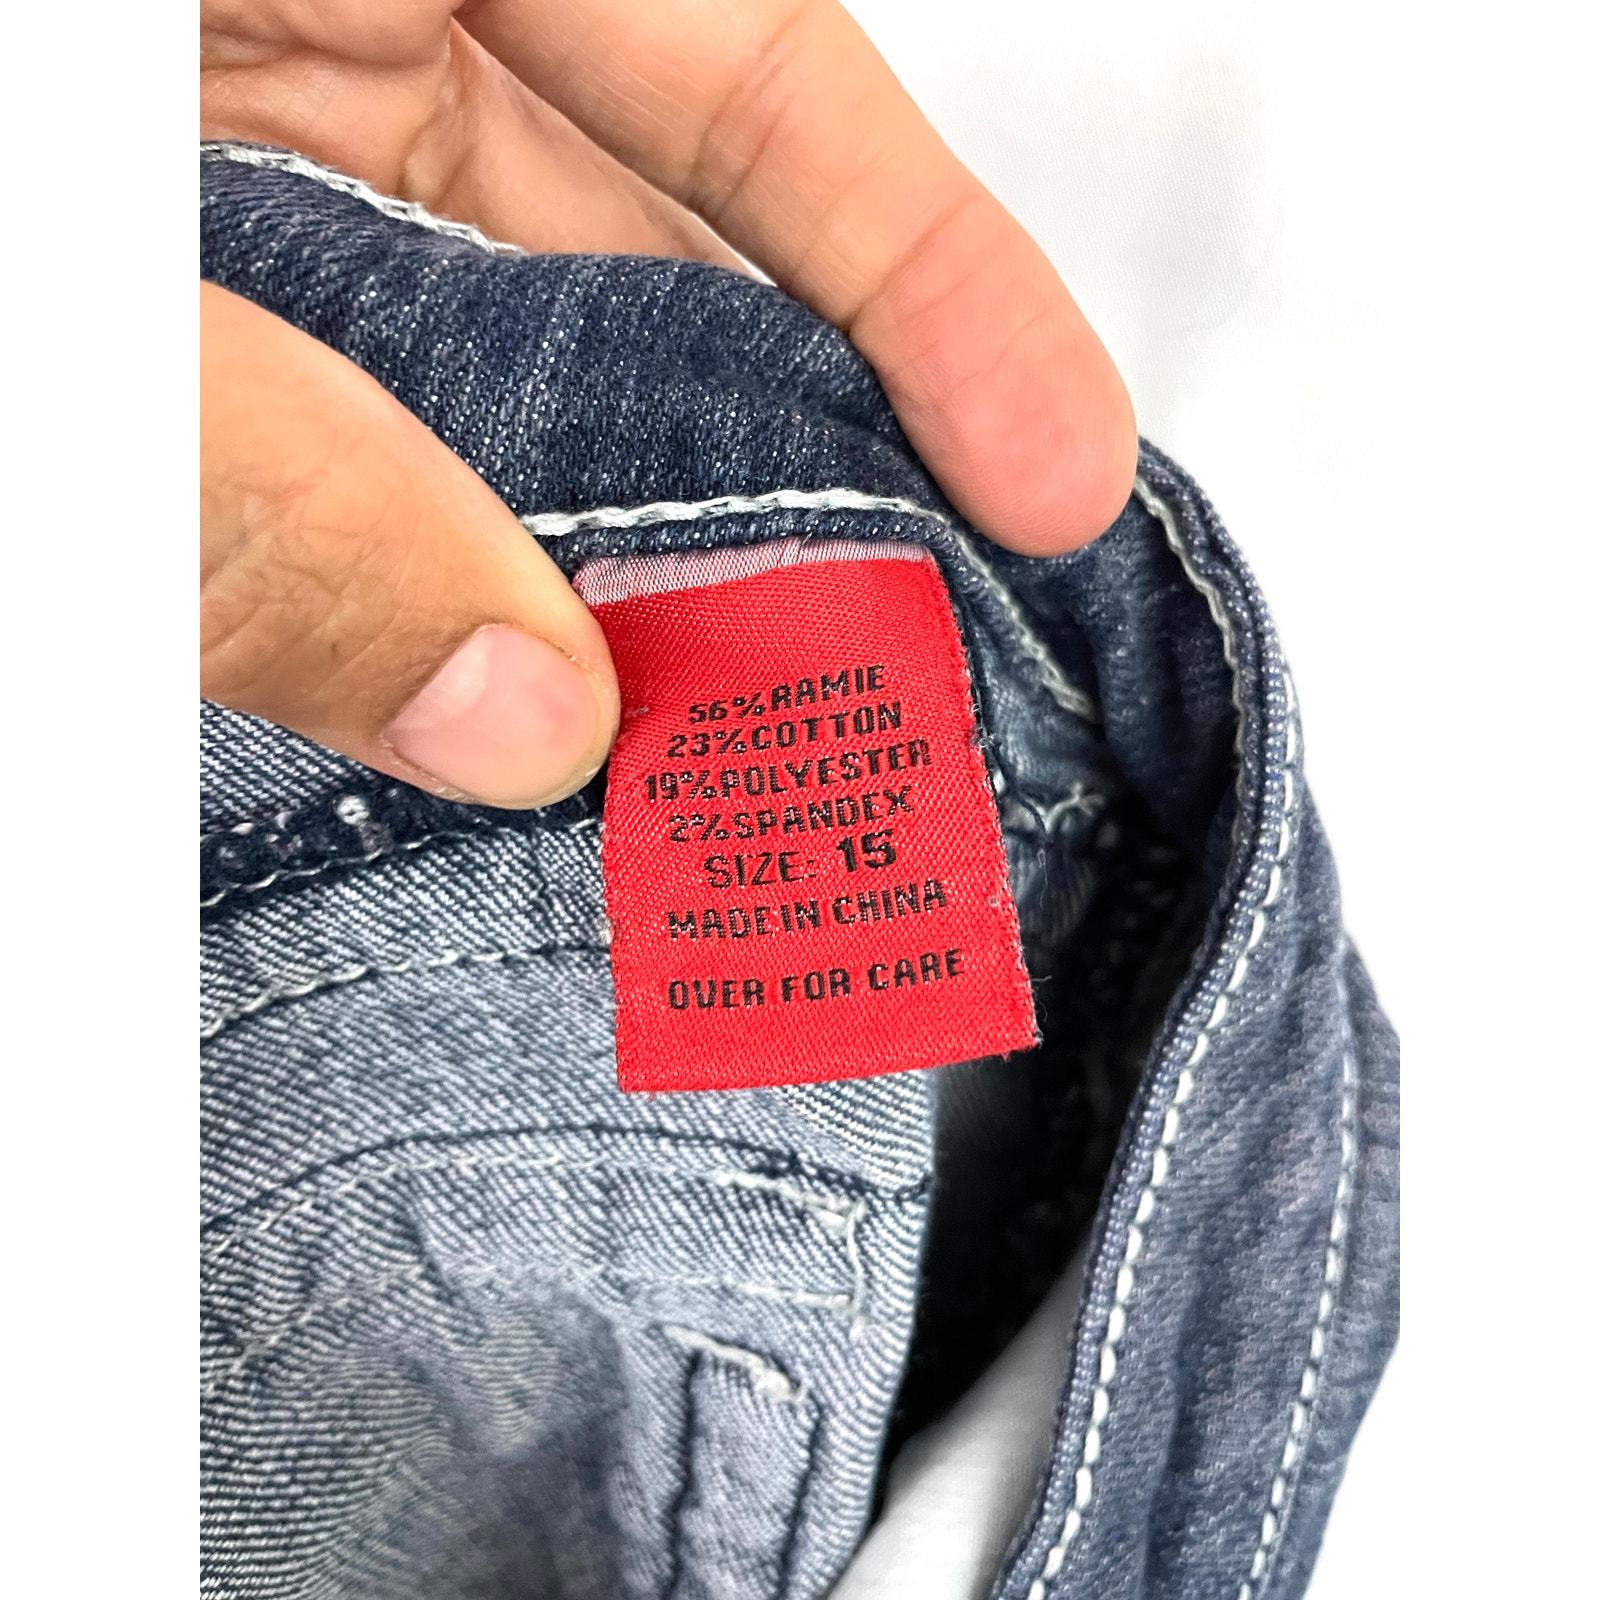 56%RAMIE
23%COTTON
19%POLYESTER
2%SPANDEX
SIZE: 15
MADE IN CHINA
OVER FOR CARE